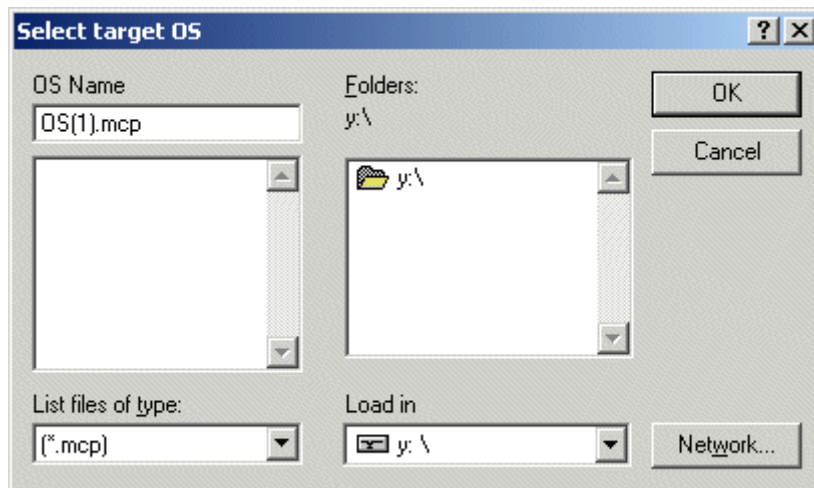 Select target OS
OS Name
OS(1).mcp
Folders:
y:\
y:\
OK
Cancel
List files of type:
(*.mcp)
Load in
y: \
Network...